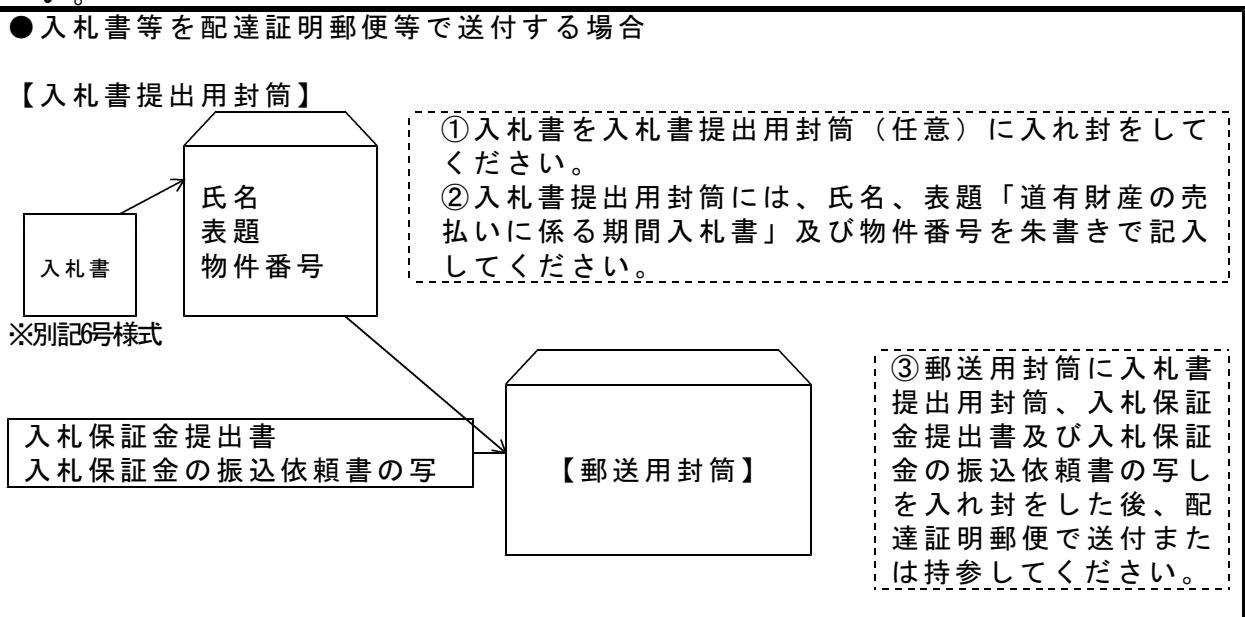 い。
●入札書等を配達証明郵便等で送付する場合
【入札書提出用封筒】
①入札書を入札書提出用封筒（任意）に入れ封をして
ください。
②入札書提出用封筒には、氏名、表題「道有財産の売
払いに係る期間入札書」及び物件番号を朱書きで記入
してください。
氏名
表題
物件番号
入札書
※別記6号様式
入札保証金提出書
入札保証金の振込依頼書の写
【郵送用封筒】
③郵送用封筒に入札書
提出用封筒、入札保証
金提出書及び入札保証
金の振込依頼書の写し
を入れ封をした後、配
達証明郵便で送付また
は持参してください。